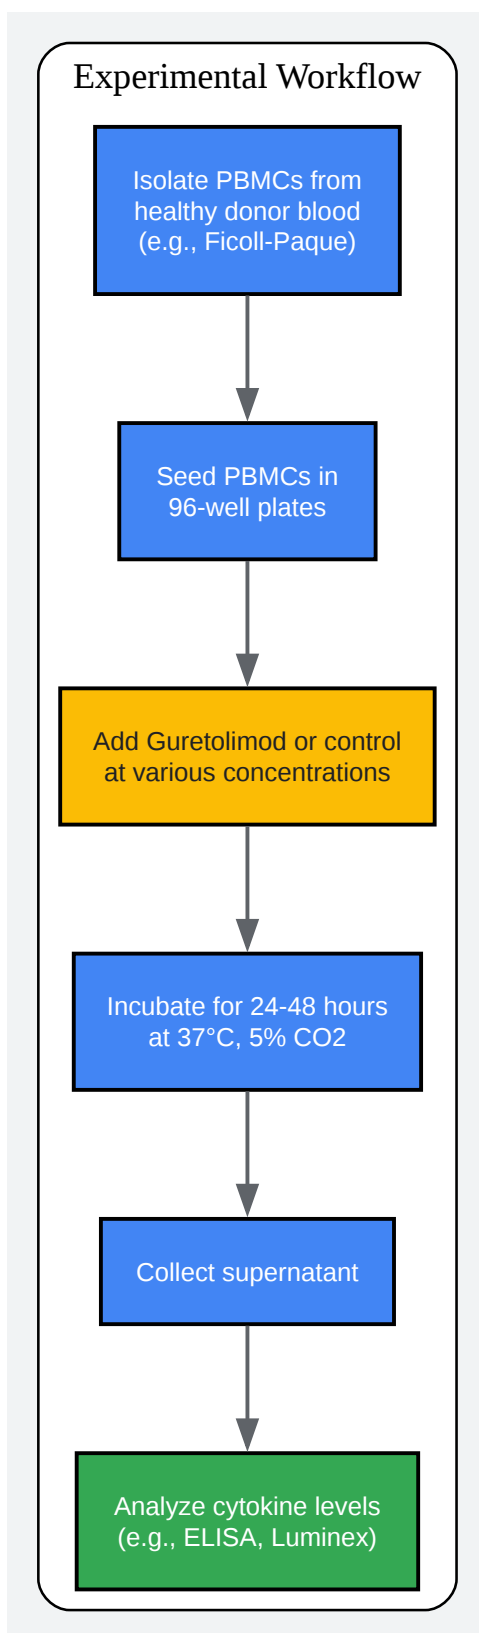 Experimental Workflow
Isolate PBMCs from
healthy donor blood
(e.g., Ficoll-Paque)
Seed PBMCs in
96-well plates
Add Guretolimod or control
at various concentrations
Incubate for 24-48 hours
at 37°C, 5% CO2
Collect supernatant
Analyze cytokine levels
(e.g., ELISA, Luminex)